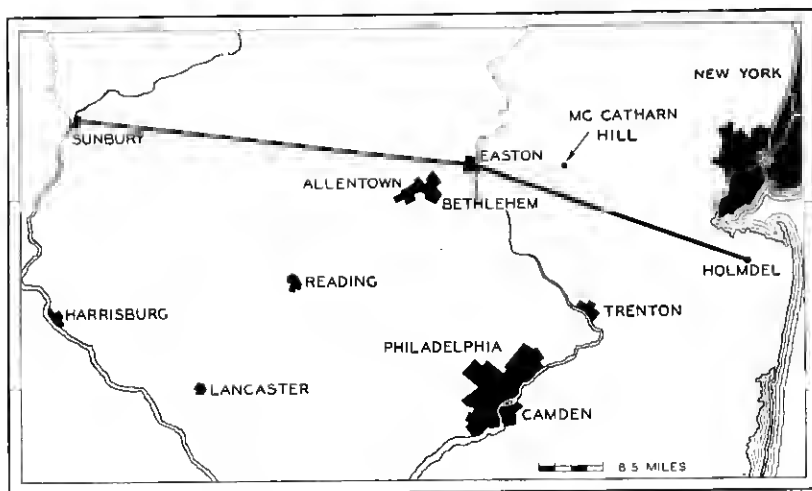 NEW YORK
MC CATHARN
HILL
SUNBURY
EASTON
ALLENTOWN
BETHLEHEM
HOLMDEL
READING
HARRISBURG
TRENTON
PHILADELPHIA
LANCASTER
CAMDEN
8.5 MILES